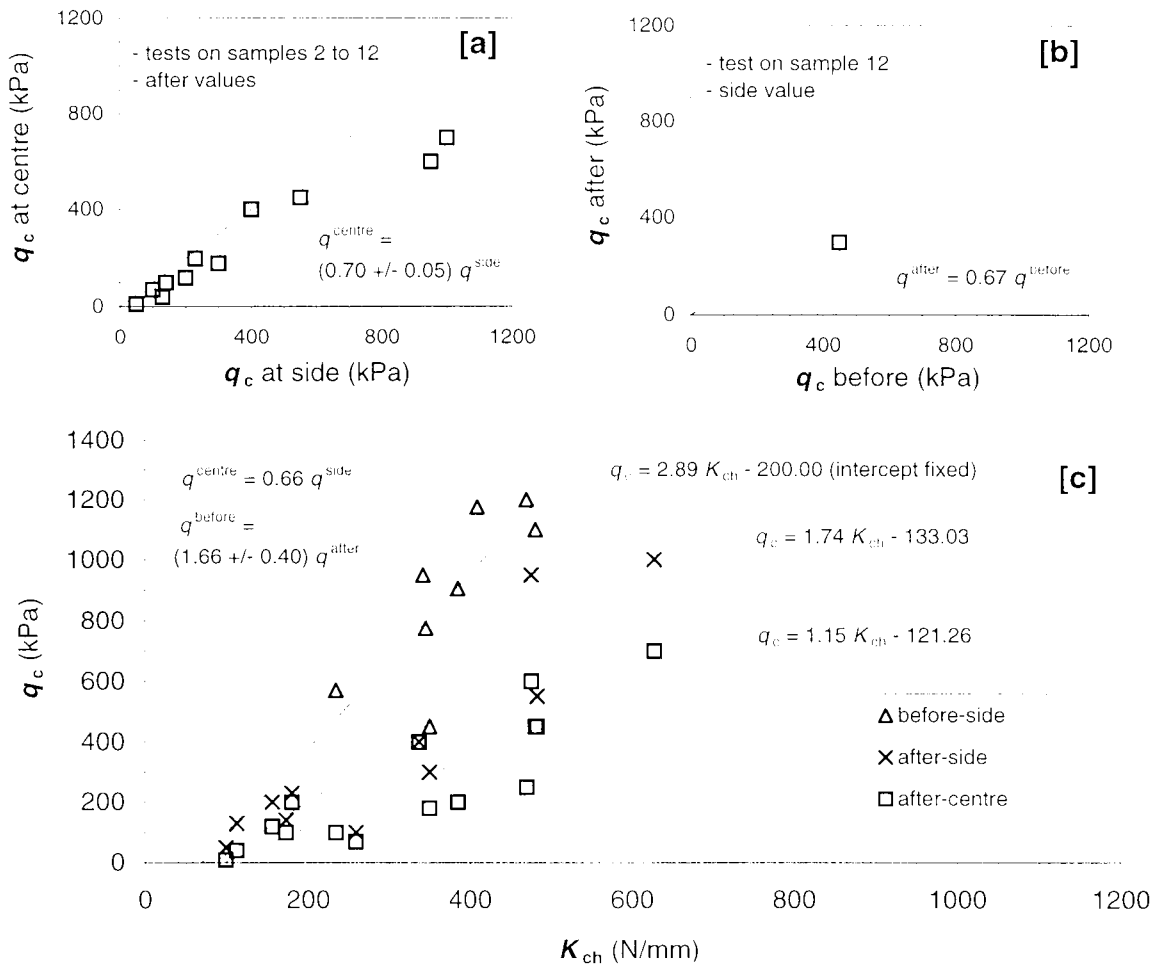 [a]
- tests on samples 2 to 12
- after values
1200
800
400
0
q c at centre (kPa)
q centre =
(0.70 +/- 0.05) q side
0 400 800 1200
q c at side (kPa)
[b]
- test on sample 12
- side value
1200
800
400
0
q c after (kPa)
q after = 0.67 q before
0 400 800 1200
q c before (kPa)
[c]
1400
1200
1000
800
600
400
200
0
q c (kPa)
q centre = 0.66 q side
q before =
(1.66 +/- 0.40) q after
q c = 2.89 K ch - 200.00 (intercept fixed)
q c = 1.74 K ch - 133.03
q c = 1.15 K ch - 121.26
before-side
after-side
after-centre
0 200 400 600 800 1000 1200
K ch (N/mm)